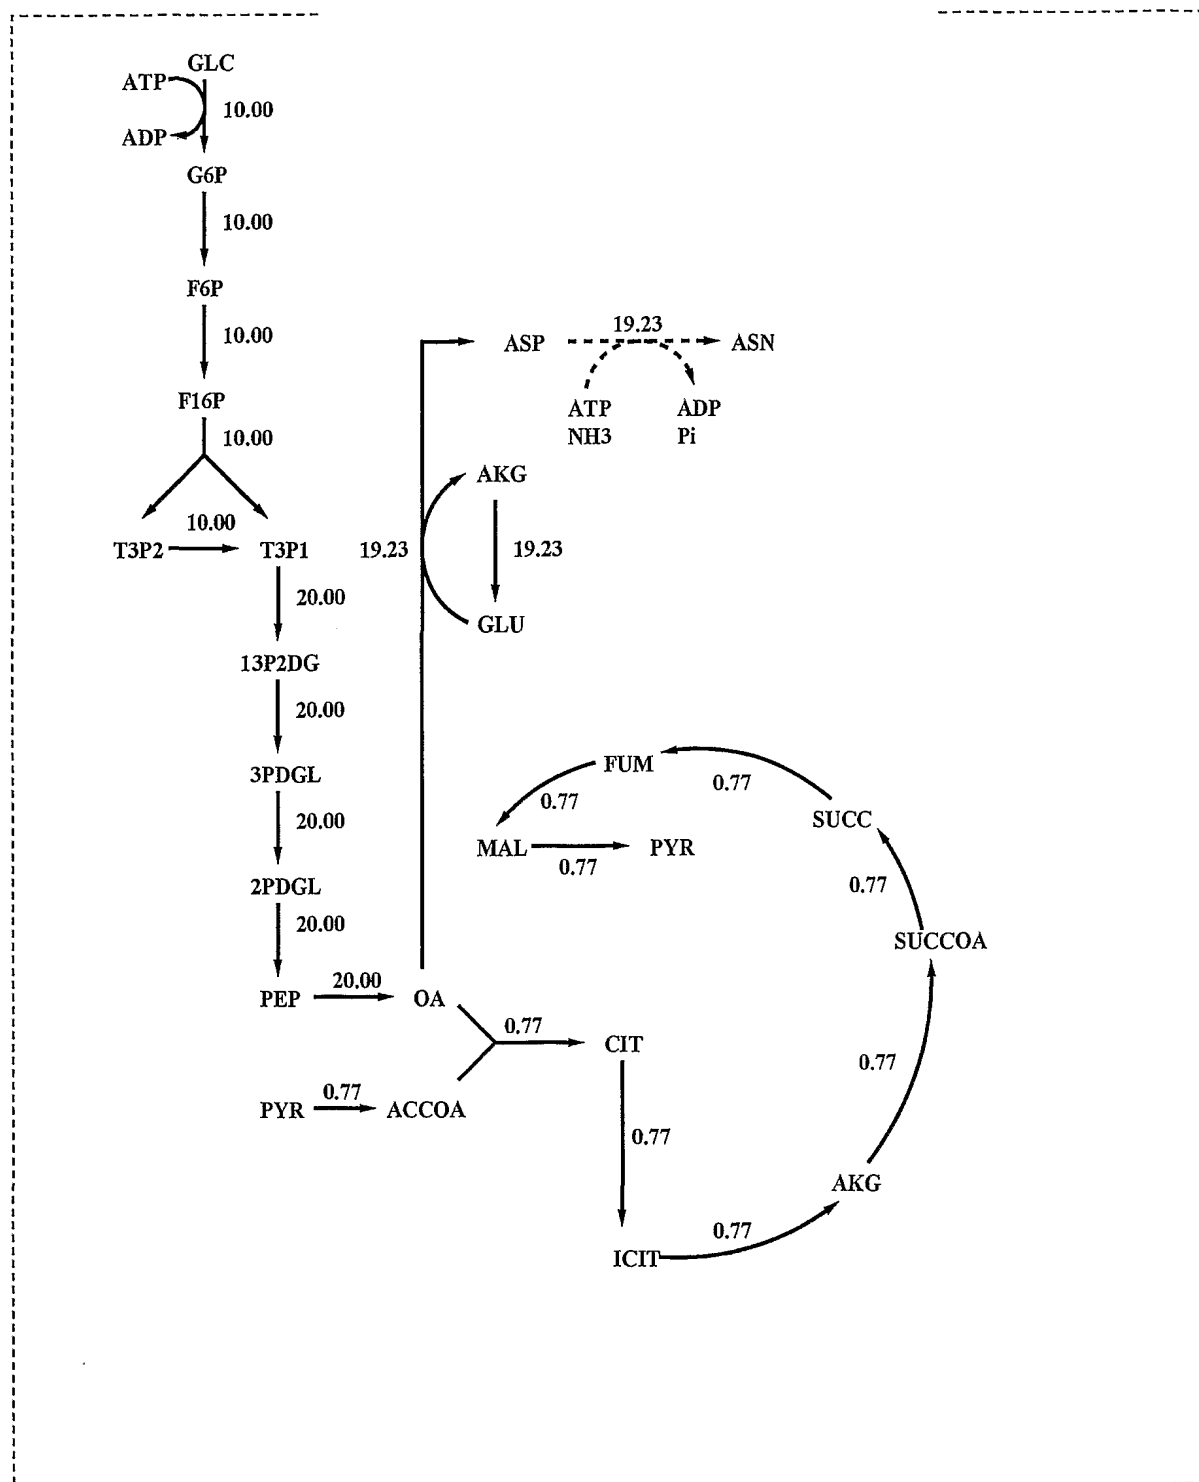 GLC
ATP
10.00
ADP
G6P
10.00
F6P
10.00
F16P
10.00
10.00
T3P2
T3P1
20.00
13P2DG
20.00
3PDGL
20.00
2PDGL
20.00
PEP
20.00
OA
19.23
ASP
19.23
ASN
ATP
NH3
ADP
Pi
AKG
19.23
GLU
FUM
0.77
0.77
MAL
0.77
PYR
SUCC
0.77
SUCCOA
0.77
AKG
0.77
CIT
0.77
PYR
0.77
ACCOA
0.77
ICIT
0.77